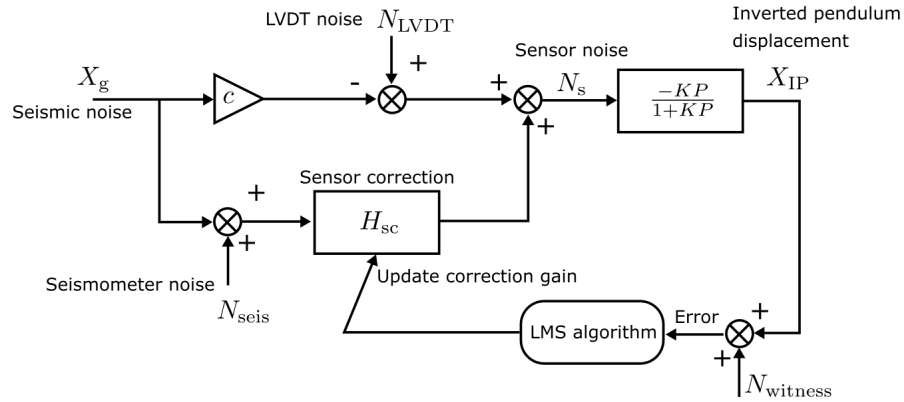 Inverted pendulum
displacement
LVDT noise N_LVDT
Sensor noise
X_g
Seismic noise
c
-
+
+
N_s
-KP
1+KP
X_IP
+
Sensor correction
+
+
H_sc
Seismometer noise
N_seis
Update correction gain
LMS algorithm
Error
+
+
N_witness